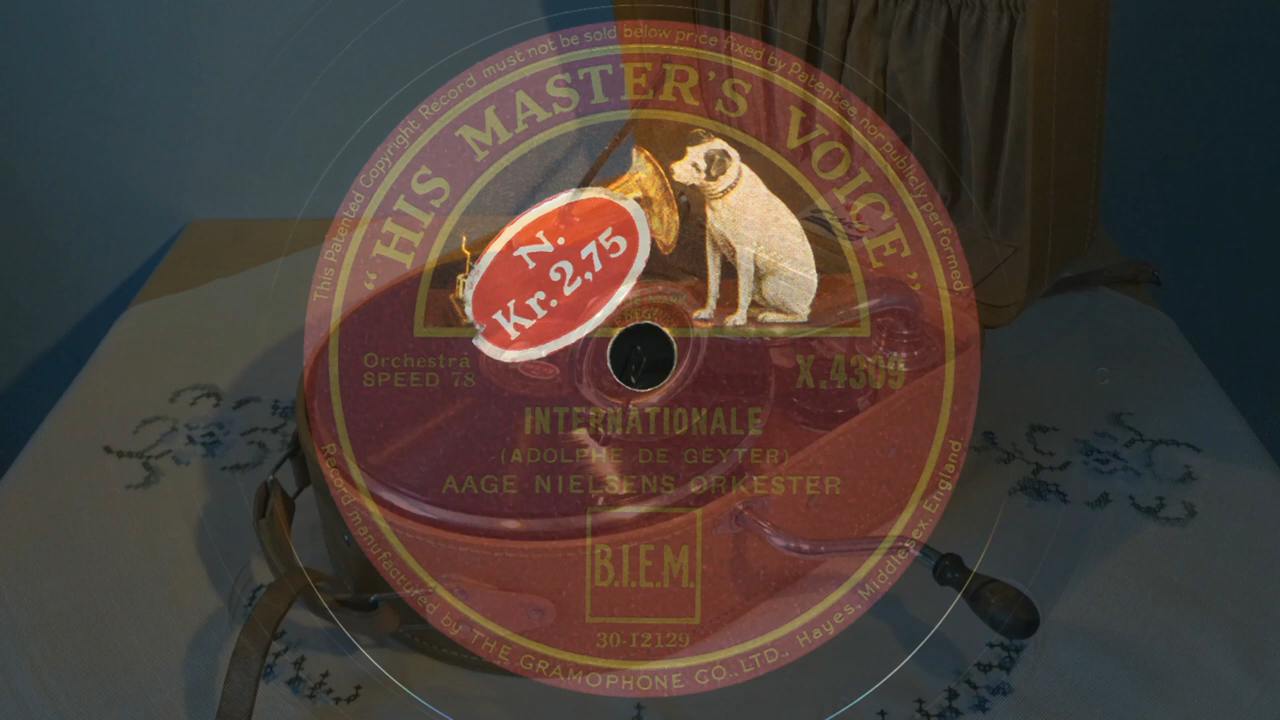 This Patented Copyright Record must not be sold below price fixed by Patentee, nor publicly performed
“HIS MASTER'S VOICE”
N.
Kr. 2,75
Orchestra
SPEED 78
X.4309
INTERNATIONALE
(ADOLPHE DE GEYTER)
AAGE NIELSENS ORKESTER
B.I.E.M.
30-12129
Record manufactured by THE GRAMOPHONE CO., LTD., Hayes, Middlesex, England.